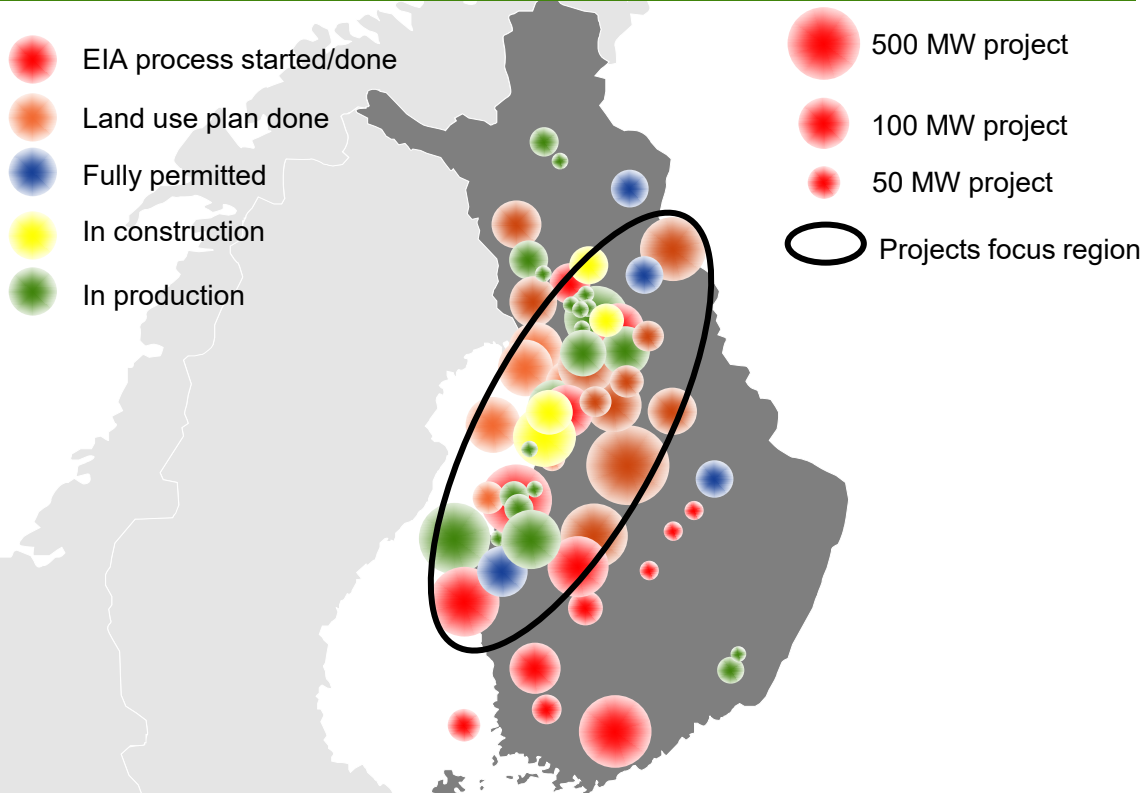 EIA process started/done
Land use plan done
Fully permitted
In construction
In production
500 MW project
100 MW project
50 MW project
Projects focus region